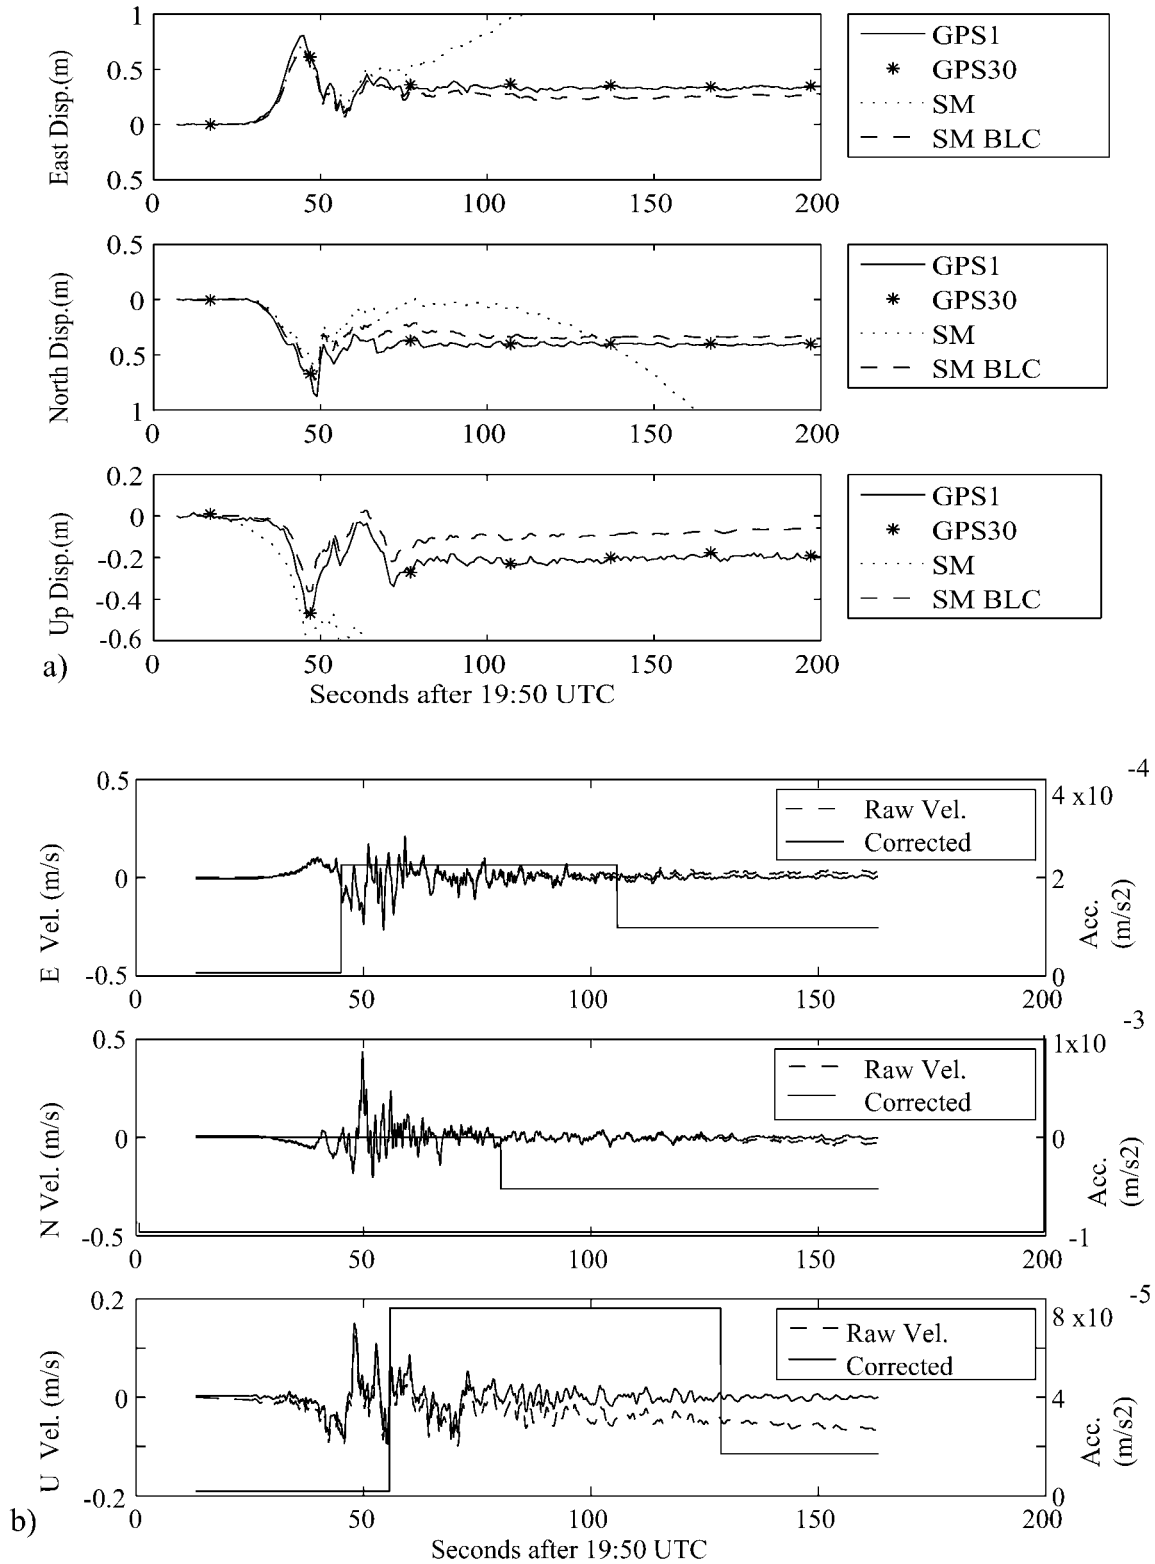 1
0.5
0
0.5
East Disp.(m)
0 50 100 150 200
GPS1
GPS30
SM
SM BLC
0.5
0
0.5
1
North Disp.(m)
0 50 100 150 200
GPS1
GPS30
SM
SM BLC
0.2
0
-0.2
-0.4
-0.6
Up Disp.(m)
0 50 100 150 200
GPS1
GPS30
SM
SM BLC
a)
Seconds after 19:50 UTC
0.5
0
-0.5
E Vel. (m/s)
0 50 100 150 200
Raw Vel.
Corrected
-4
4 x10
2
0
Acc.
(m/s2)
0.5
0
-0.5
N Vel. (m/s)
0 50 100 150 200
Raw Vel.
Corrected
-3
1x10
0
-1
Acc.
(m/s2)
0.2
0
-0.2
U Vel. (m/s)
0 50 100 150 200
Raw Vel.
Corrected
-5
8 x10
4
0
Acc.
(m/s2)
b)
Seconds after 19:50 UTC